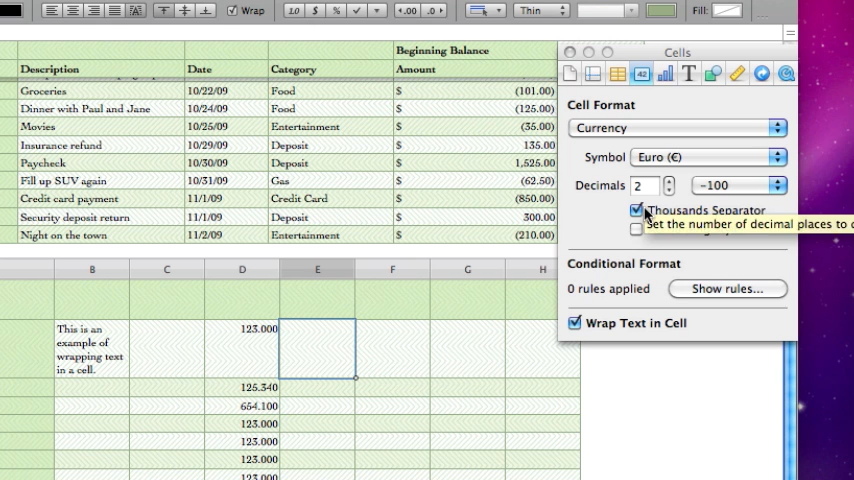 Wrap 1.0 $ % ←.00 .0→ Thin Fill:
Beginning Balance
Description Date Category Amount
Groceries 10/22/09 Food $ (101.00)
Dinner with Paul and Jane 10/24/09 Food $ (125.00)
Movies 10/25/09 Entertainment $ (35.00)
Insurance refund 10/29/09 Deposit $ 135.00
Paycheck 10/30/09 Deposit $ 1,525.00
Fill up SUV again 10/31/09 Gas $ (62.50)
Credit card payment 11/1/09 Credit Card $ (850.00)
Security deposit return 11/1/09 Deposit $ 300.00
Night on the town 11/2/09 Entertainment $ (210.00)
B C D E F G H
This is an
example of
wrapping text
in a cell.
123.000
125.340
654.100
123.000
123.000
123.000
123.000
Cells
42 T
Cell Format
Currency
Symbol Euro (€)
Decimals 2 -100
Thousands Separator
Set the number of decimal places to
Conditional Format
0 rules applied Show rules...
Wrap Text in Cell